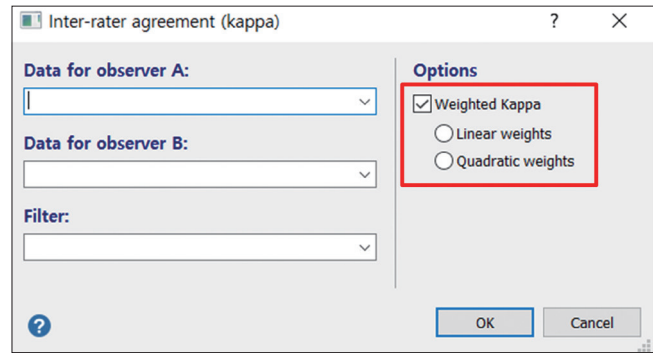 Inter-rater agreement (kappa)
Data for observer A:
Data for observer B:
Filter:
Options
Weighted Kappa
Linear weights
Quadratic weights
OK
Cancel